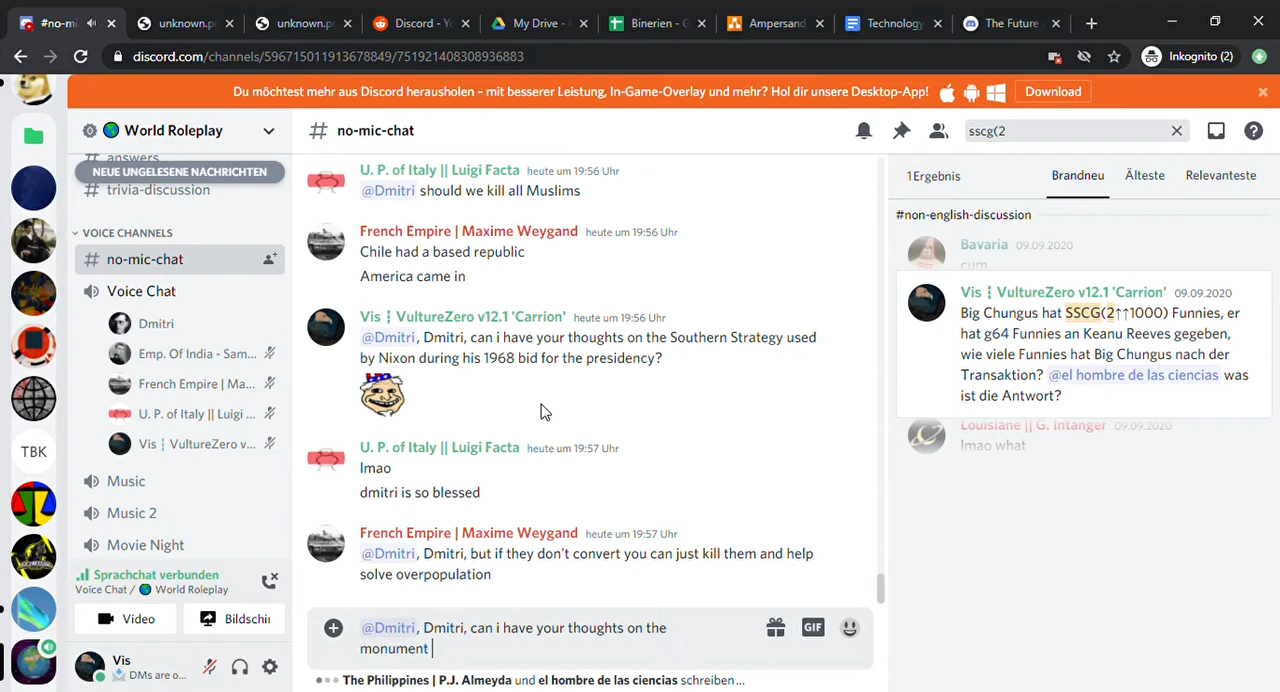 #no-mi
unknown.p
unknown.p
Discord - Yo
My Drive -
Binerien - G
Ampersand
Technology
The Future
discord.com/channels/596715011913678849/751921408308936883
Inkognito (2)
Du möchtest mehr aus Discord herausholen – mit besserer Leistung, In-Game-Overlay und mehr? Hol dir unsere Desktop-App!
Download
World Roleplay
# no-mic-chat
sscg(2
# answers
NEUE UNGELESENE NACHRICHTEN
# trivia-discussion
VOICE CHANNELS
# no-mic-chat
Voice Chat
Dmitri
Emp. Of India - Sam...
French Empire | Ma...
U. P. of Italy || Luigi ...
Vis ┆ VultureZero v...
TBK
Music
Music 2
Movie Night
Sprachchat verbunden
Voice Chat / World Roleplay
Video
Bildschir
Vis
DMs are o...
U. P. of Italy || Luigi Facta heute um 19:56 Uhr
@Dmitri should we kill all Muslims
French Empire | Maxime Weygand heute um 19:56 Uhr
Chile had a based republic
America came in
Vis ┆ VultureZero v12.1 'Carrion' heute um 19:56 Uhr
@Dmitri, Dmitri, can i have your thoughts on the Southern Strategy used
by Nixon during his 1968 bid for the presidency?
U. P. of Italy || Luigi Facta heute um 19:57 Uhr
lmao
dmitri is so blessed
French Empire | Maxime Weygand heute um 19:57 Uhr
@Dmitri, Dmitri, but if they don't convert you can just kill them and help
solve overpopulation
@Dmitri, Dmitri, can i have your thoughts on the
monument
GIF
The Philippines | P.J. Almeyda und el hombre de las ciencias schreiben...
1 Ergebnis
Brandneu
Älteste
Relevanteste
#non-english-discussion
Bavaria 09.09.2020
cum
Vis ┆ VultureZero v12.1 'Carrion' 09.09.2020
Big Chungus hat SSCG(2↑↑1000) Funnies, er
hat g64 Funnies an Keanu Reeves gegeben,
wie viele Funnies hat Big Chungus nach der
Transaktion? @el hombre de las ciencias was
ist die Antwort?
Louisiane || G. Intanger 09.09.2020
lmao what